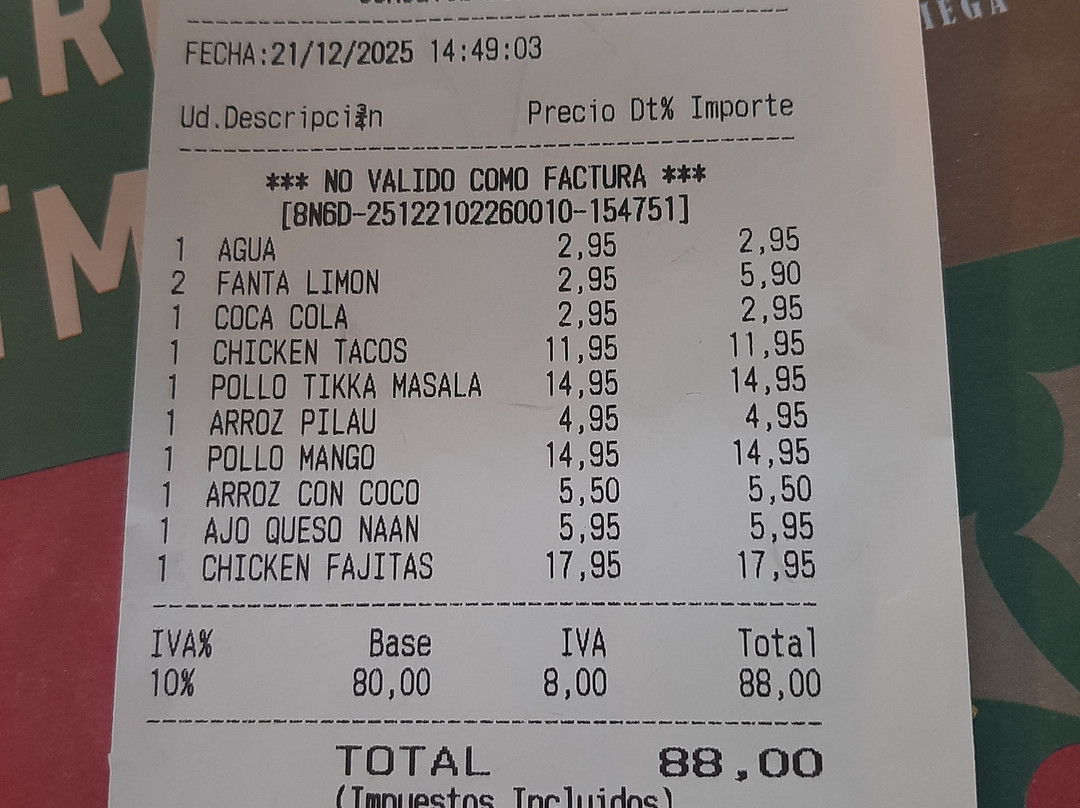 IEGA
FECHA:21/12/2025 14:49:03
Ud.Descripci¾n Precio Dt% Importe
*** NO VALIDO COMO FACTURA ***
[8N6D-25122102260010-154751]
1 AGUA 2,95 2,95
2 FANTA LIMON 2,95 5,90
1 COCA COLA 2,95 2,95
1 CHICKEN TACOS 11,95 11,95
1 POLLO TIKKA MASALA 14,95 14,95
1 ARROZ PILAU 4,95 4,95
1 POLLO MANGO 14,95 14,95
1 ARROZ CON COCO 5,50 5,50
1 AJO QUESO NAAN 5,95 5,95
1 CHICKEN FAJITAS 17,95 17,95
IVA% Base IVA Total
10% 80,00 8,00 88,00
TOTAL 88,00
(Impuestos Incluidos)